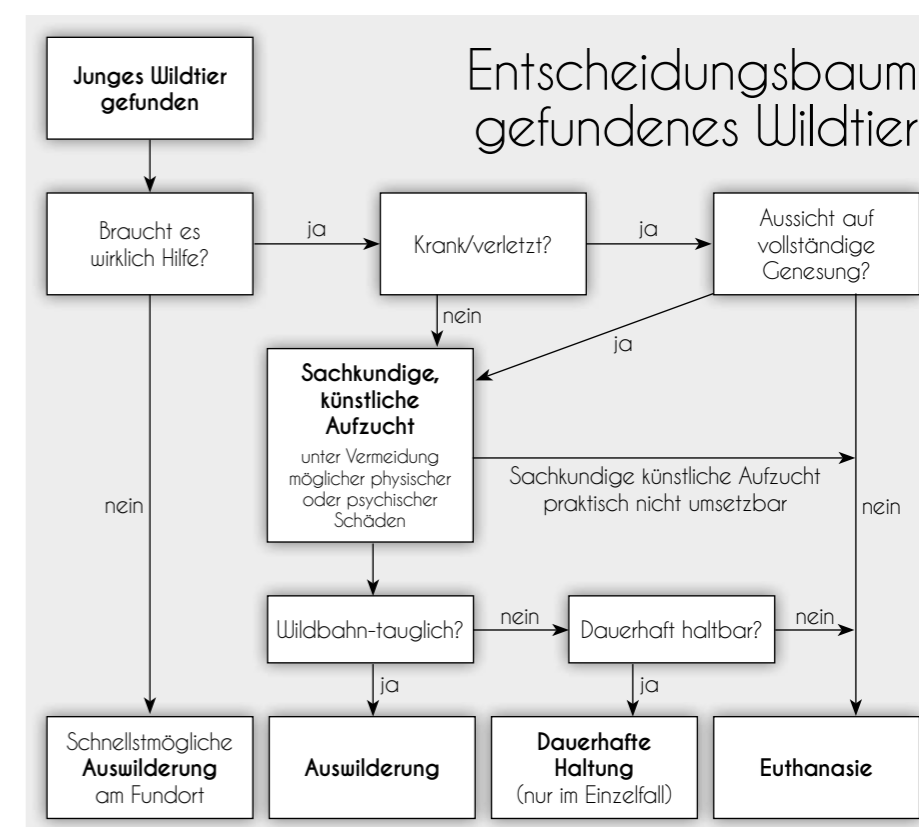 Entscheidungsbaum
gefundenes Wildtier
Junges Wildtier
gefunden
Braucht es
wirklich Hilfe?
ja
Krank/verletzt?
ja
Aussicht auf
vollständige
Genesung?
nein
ja
Sachkundige,
künstliche
Aufzucht
unter Vermeidung
möglicher physischer
oder psychischer
Schäden
Sachkundige künstliche Aufzucht
praktisch nicht umsetzbar
nein
nein
Wildbahn-tauglich?
nein
Dauerhaft haltbar?
nein
ja
ja
Schnellstmögliche
Auswilderung
am Fundort
Auswilderung
Dauerhafte
Haltung
(nur im Einzelfall)
Euthanasie